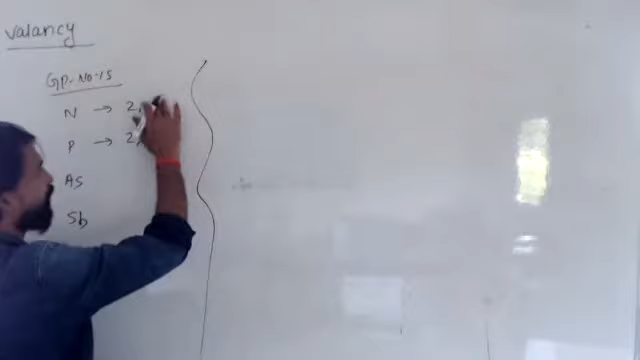 Valancy
GP-No-15
N → 2,
P → 2,
As
Sb